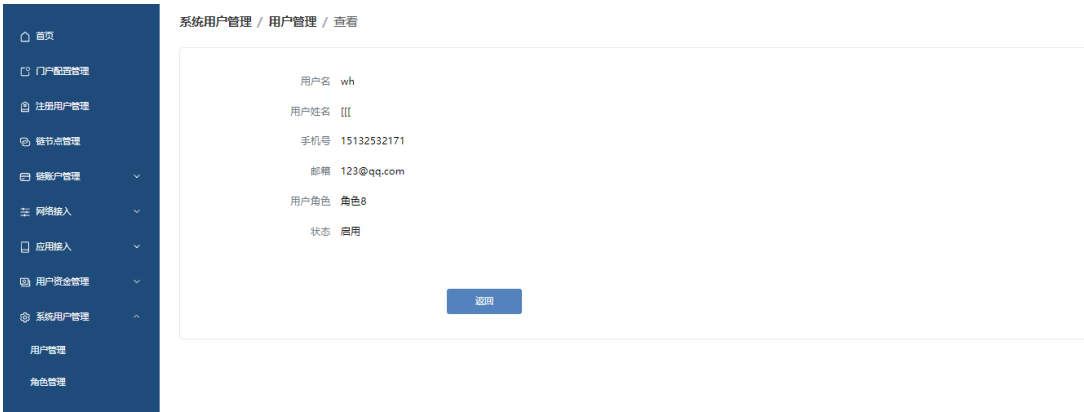 系统用户管理 / 用户管理 / 查看
首页
门户配置管理
注册用户管理
链节点管理
链账户管理
网络接入
应用接入
用户资金管理
系统用户管理
用户管理
角色管理
用户名 wh
用户姓名 [[[
手机号 15132532171
邮箱 123@qq.com
用户角色 角色8
状态 启用
返回